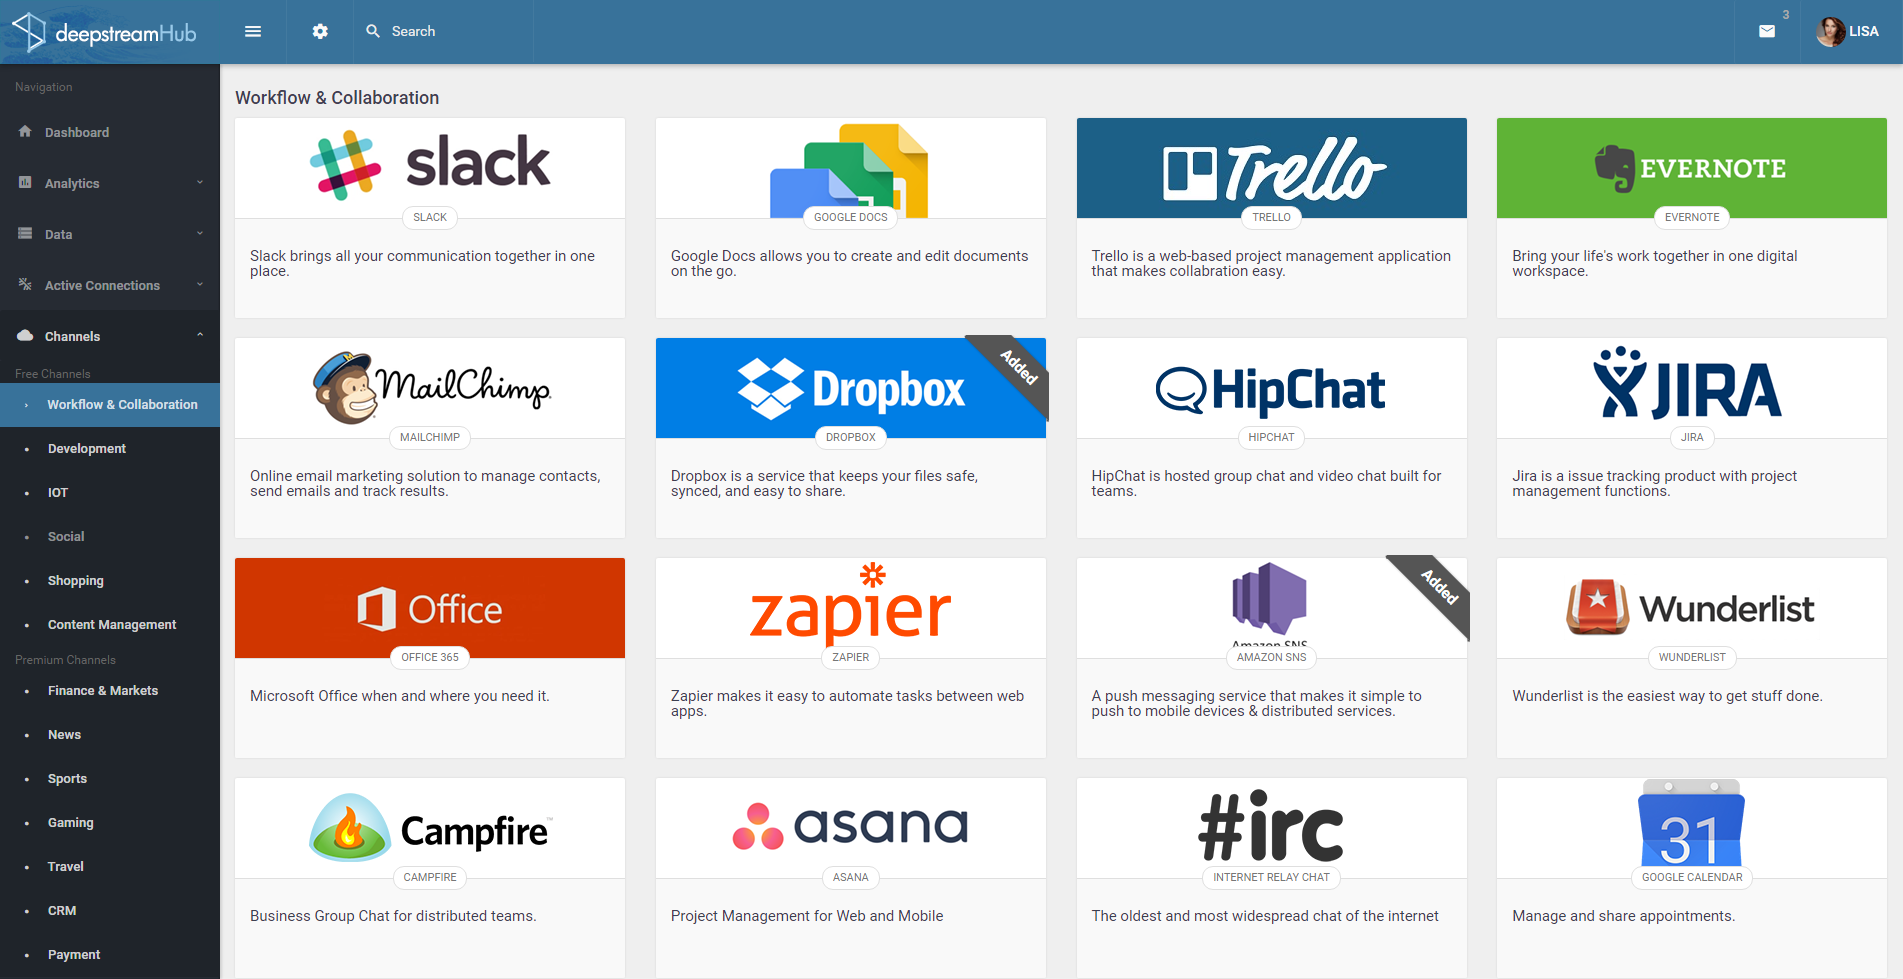 deepstreamHub
Search
3
LISA
Navigation
Dashboard
Analytics
Data
Active Connections
Channels
Free Channels
Workflow & Collaboration
Development
IOT
Social
Shopping
Content Management
Premium Channels
Finance & Markets
News
Sports
Gaming
Travel
CRM
Payment
Workflow & Collaboration
slack
SLACK
Slack brings all your communication together in one
place.
GOOGLE DOCS
Google Docs allows you to create and edit documents
on the go.
Trello
TRELLO
Trello is a web-based project management application
that makes collabration easy.
EVERNOTE
EVERNOTE
Bring your life's work together in one digital
workspace.
MailChimp
MAILCHIMP
Online email marketing solution to manage contacts,
send emails and track results.
Dropbox
Added
DROPBOX
Dropbox is a service that keeps your files safe,
synced, and easy to share.
HipChat
HIPCHAT
HipChat is hosted group chat and video chat built for
teams.
JIRA
JIRA
Jira is a issue tracking product with project
management functions.
Office
OFFICE 365
Microsoft Office when and where you need it.
zapier
ZAPIER
Zapier makes it easy to automate tasks between web
apps.
Added
Amazon SNS
AMAZON SNS
A push messaging service that makes it simple to
push to mobile devices & distributed services.
Wunderlist
WUNDERLIST
Wunderlist is the easiest way to get stuff done.
Campfire™
CAMPFIRE
Business Group Chat for distributed teams.
asana
ASANA
Project Management for Web and Mobile
#irc
INTERNET RELAY CHAT
The oldest and most widespread chat of the internet
31
GOOGLE CALENDAR
Manage and share appointments.